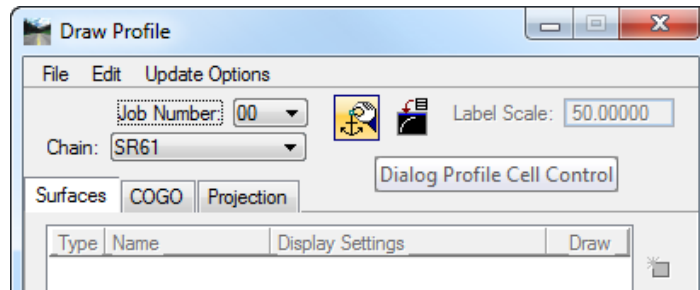 Draw Profile
File Edit Update Options
Job Number: 00 Label Scale: 50.00000
Chain: SR61
Dialog Profile Cell Control
Surfaces COGO Projection
Type Name Display Settings Draw